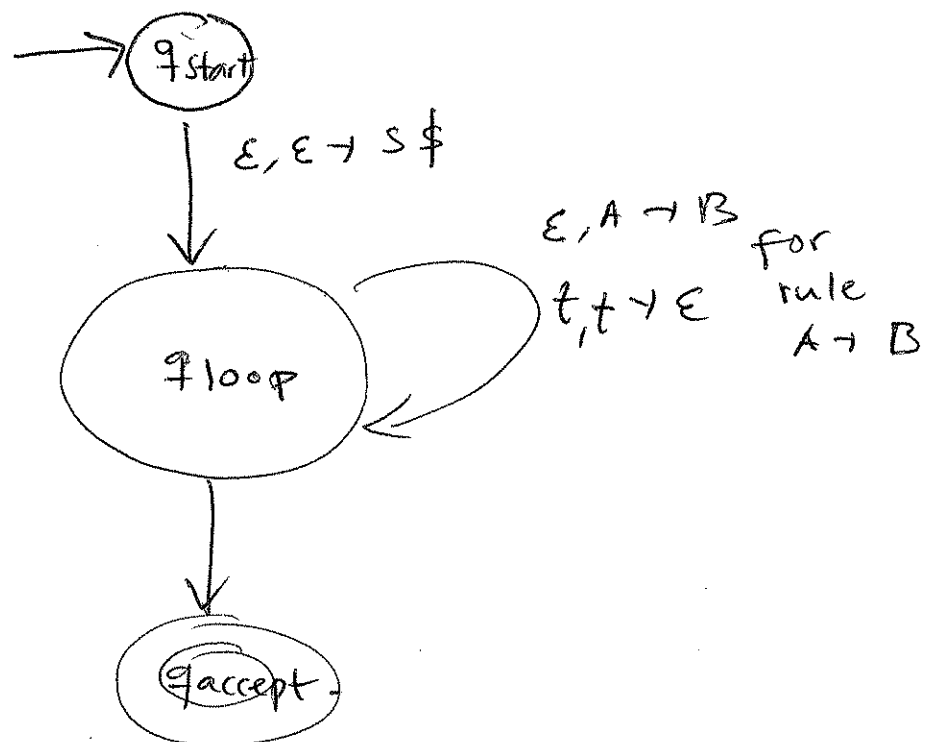 qstart
ε, ε → S $
ε, A → B
for
t, t → ε
rule
A → B
qloop
qaccept.